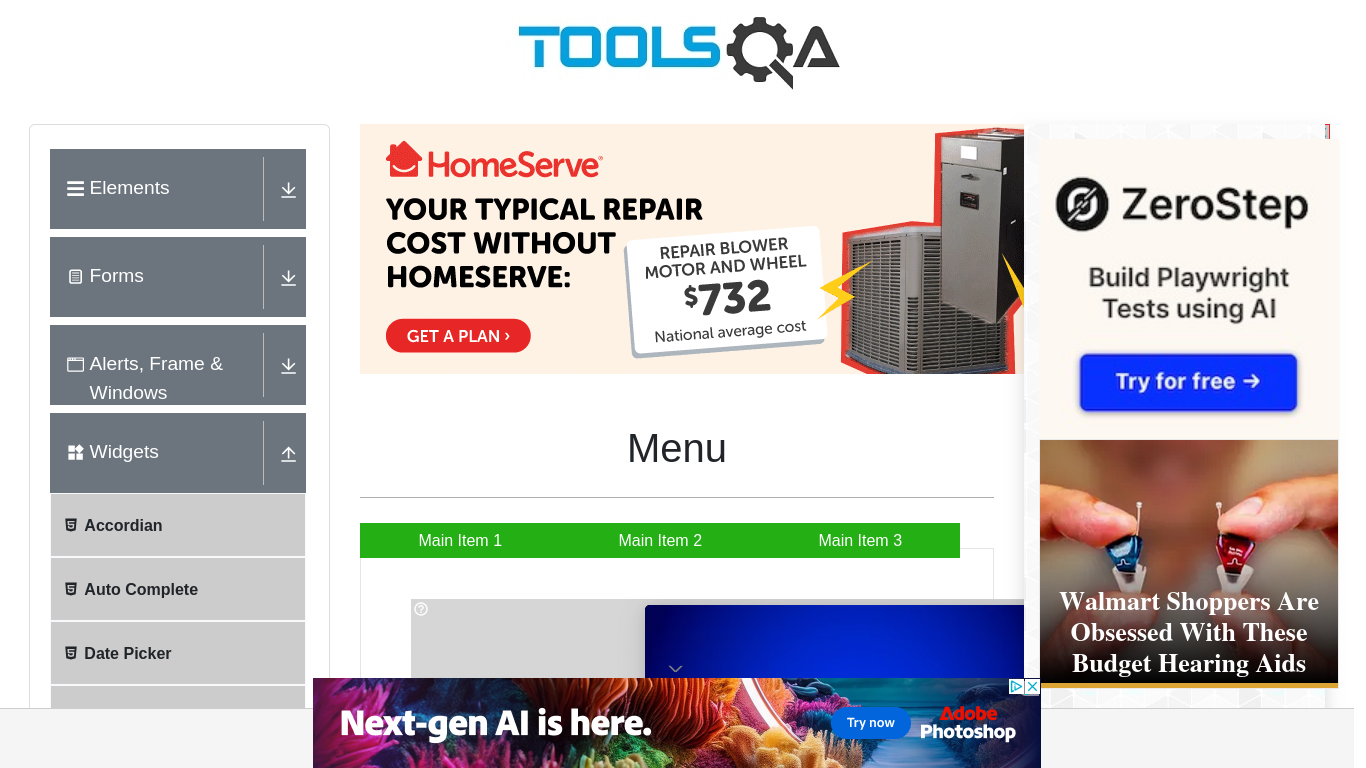 TOOLSQA
Elements
Forms
Alerts, Frame &
Windows
Widgets
Accordian
Auto Complete
Date Picker
HomeServe®
YOUR TYPICAL REPAIR
COST WITHOUT
HOMESERVE:
REPAIR BLOWER
MOTOR AND WHEEL
$732
National average cost
GET A PLAN ›
Menu
Main Item 1
Main Item 2
Main Item 3
ZeroStep
Build Playwright
Tests using AI
Try for free →
Walmart Shoppers Are
Obsessed With These
Budget Hearing Aids
Next-gen AI is here.
Try now
Adobe
Photoshop